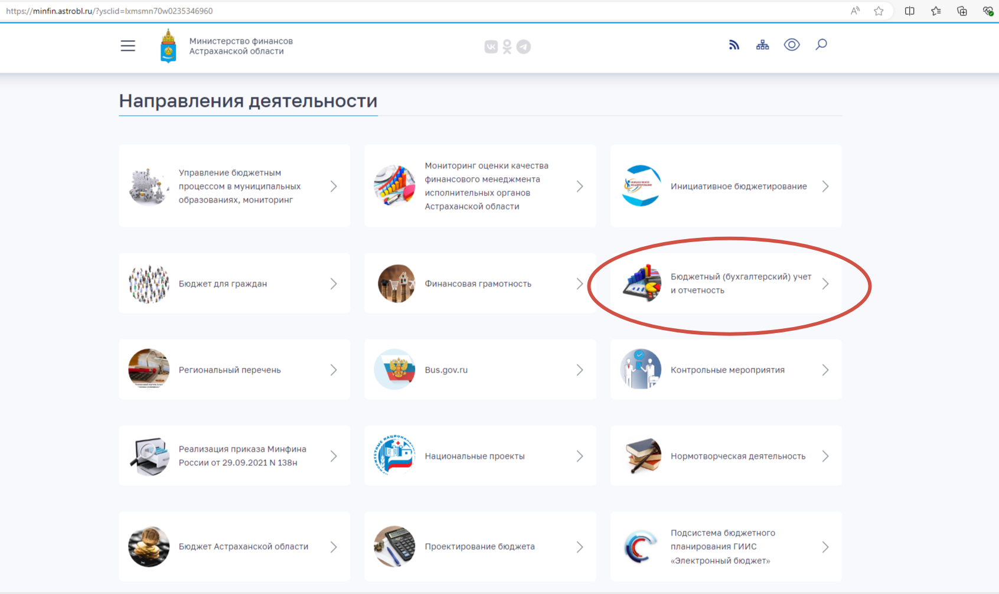 https://minfin.astrobl.ru/?ysclid=lxmsmn70w0235346960
Министерство финансов
Астраханской области
Направления деятельности
Управление бюджетным
процессом в муниципальных
образованиях, мониторинг
Мониторинг оценки качества
финансового менеджмента
исполнительных органов
Астраханской области
Инициативное бюджетирование
Бюджет для граждан
Финансовая грамотность
Бюджетный (бухгалтерский) учет
и отчетность
Региональный перечень
Bus.gov.ru
Контрольные мероприятия
Реализация приказа Минфина
России от 29.09.2021 N 138н
Национальные проекты
Нормотворческая деятельность
Бюджет Астраханской области
Проектирование бюджета
Подсистема бюджетного
планирования ГИИС
«Электронный бюджет»